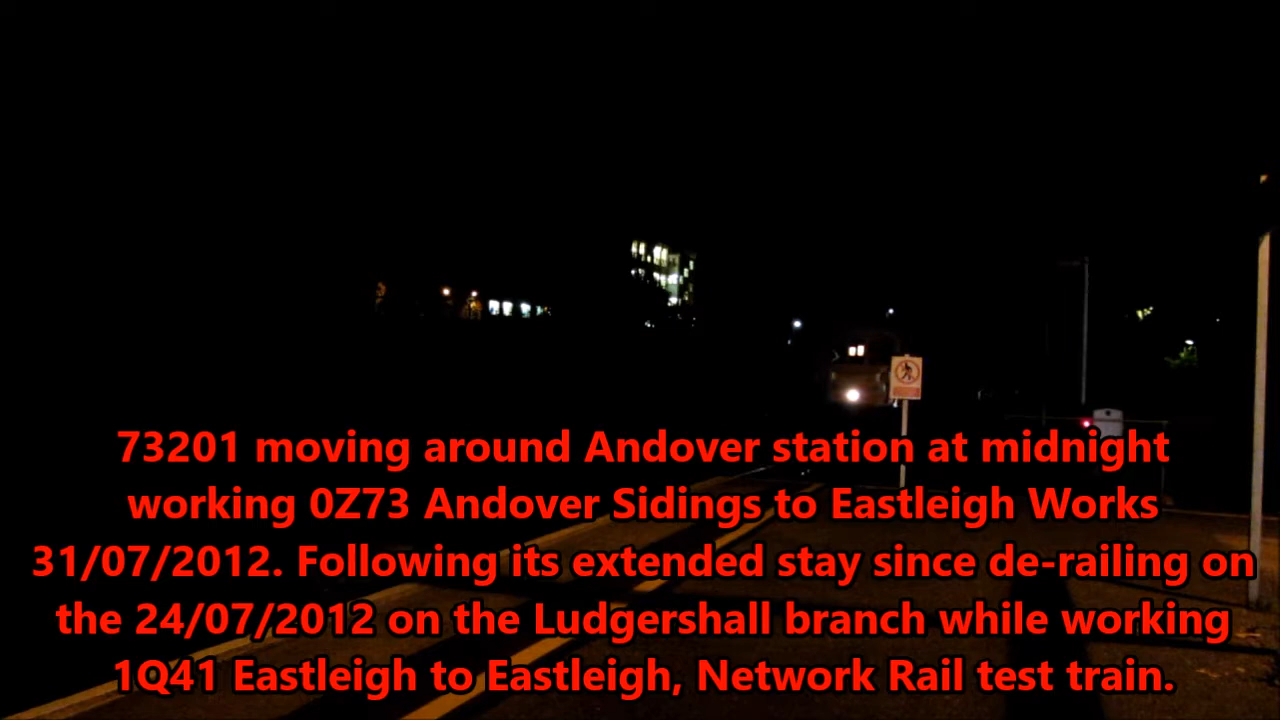 73201 moving around Andover station at midnight
working 0Z73 Andover Sidings to Eastleigh Works
31/07/2012. Following its extended stay since de-railing on
the 24/07/2012 on the Ludgershall branch while working
1Q41 Eastleigh to Eastleigh, Network Rail test train.